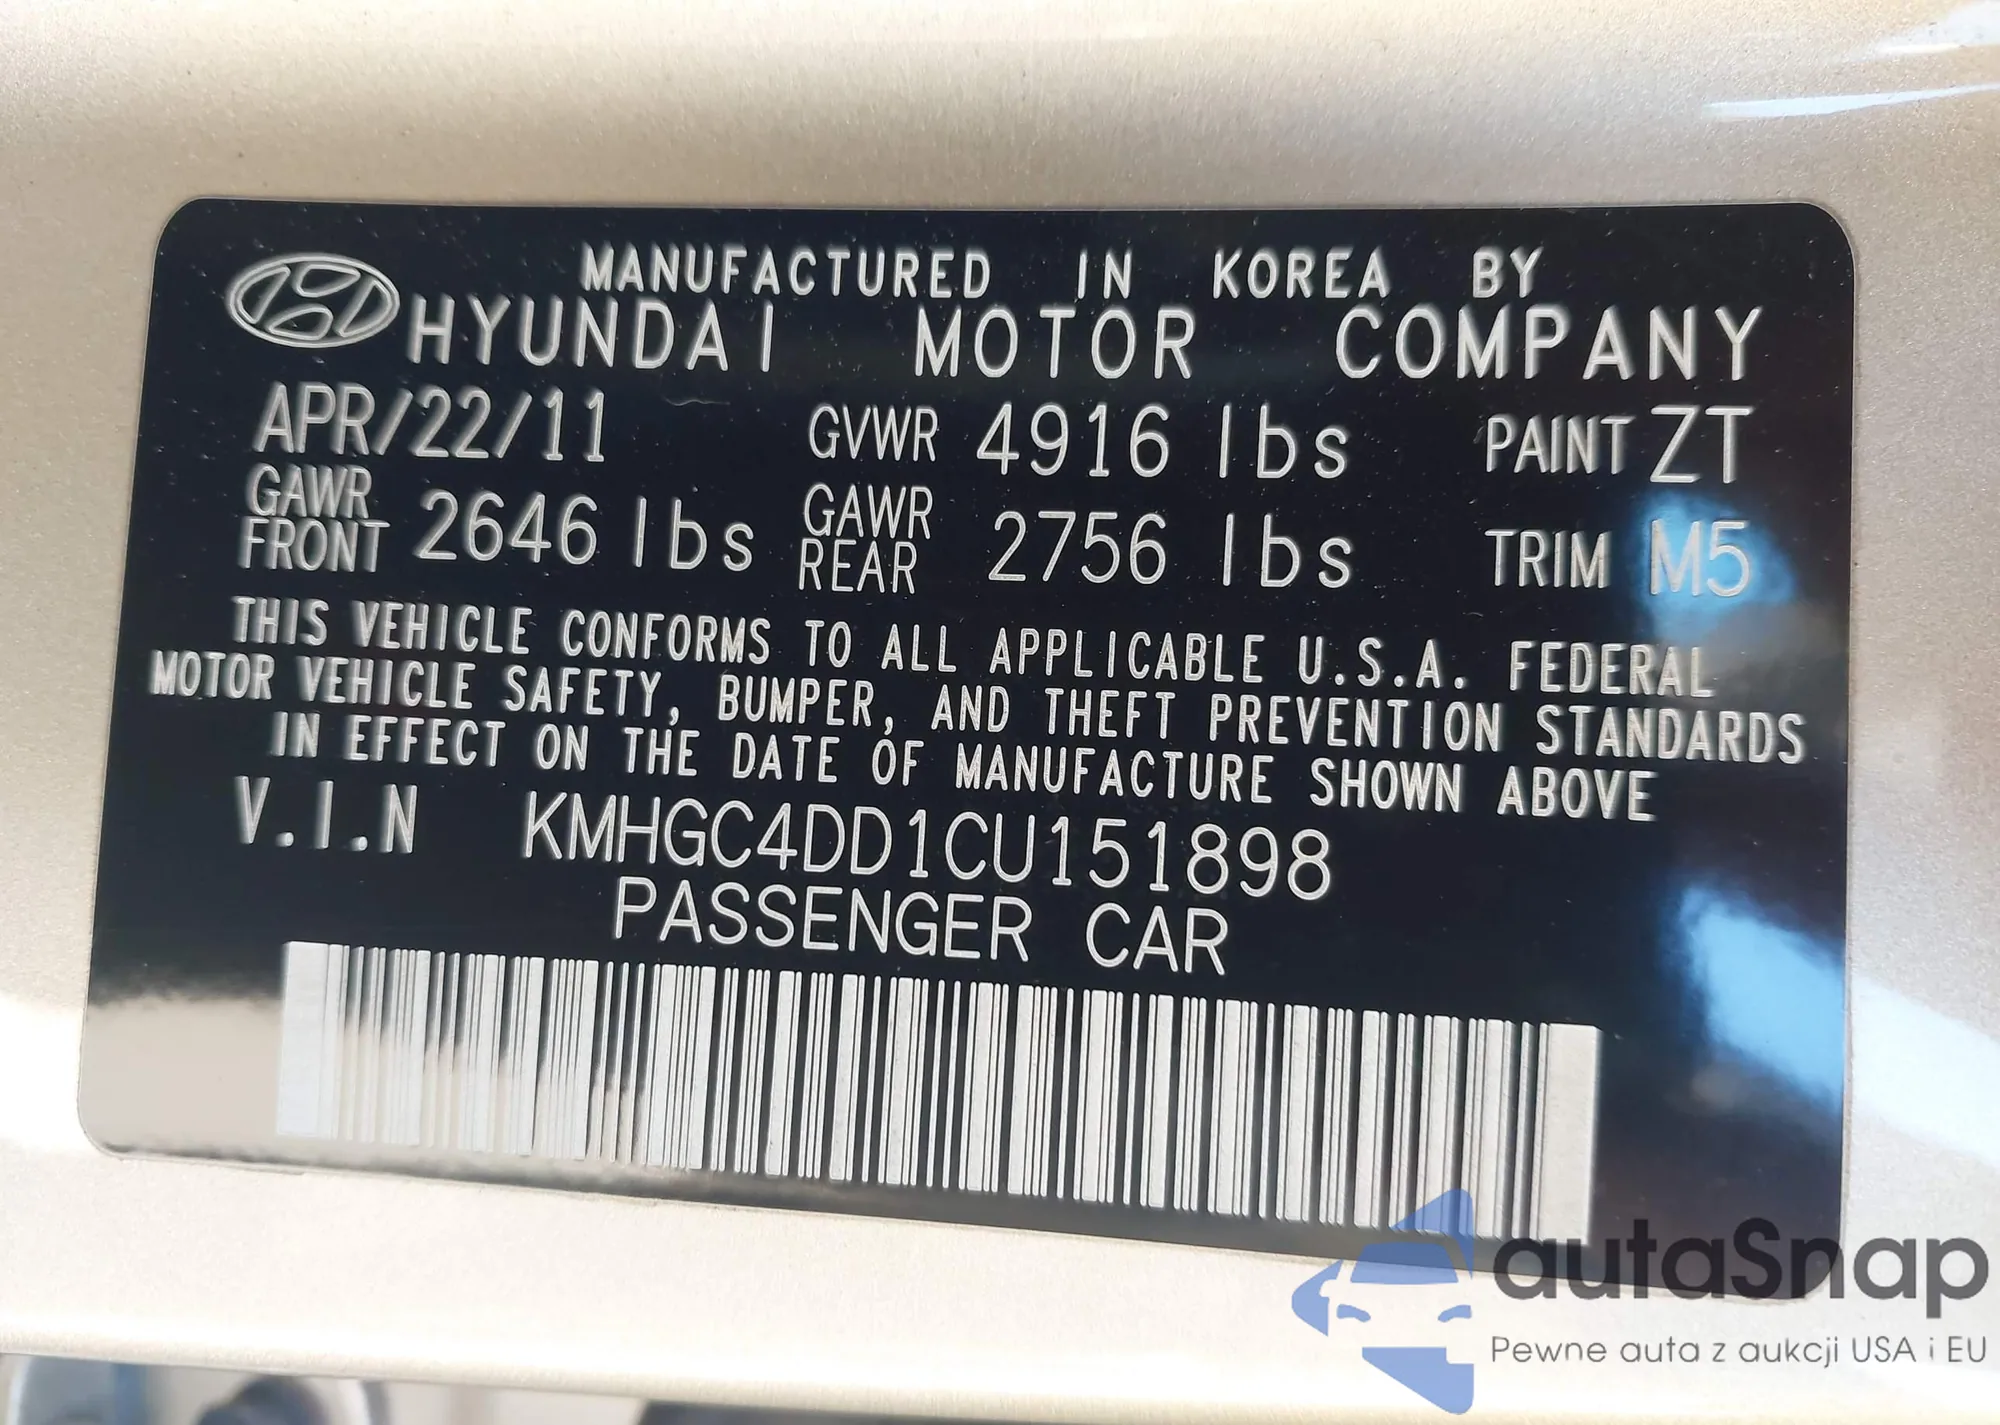 MANUFACTURED IN KOREA BY
HYUNDAI MOTOR COMPANY
APR/22/11 GVWR 4916 lbs PAINT ZT
GAWR FRONT 2646 lbs GAWR REAR 2756 lbs TRIM M5
THIS VEHICLE CONFORMS TO ALL APPLICABLE U.S.A. FEDERAL
MOTOR VEHICLE SAFETY, BUMPER, AND THEFT PREVENTION STANDARDS
IN EFFECT ON THE DATE OF MANUFACTURE SHOWN ABOVE
V.I.N KMHGC4DD1CU151898
PASSENGER CAR
autaSnap
Pewne auta z aukcji USA i EU